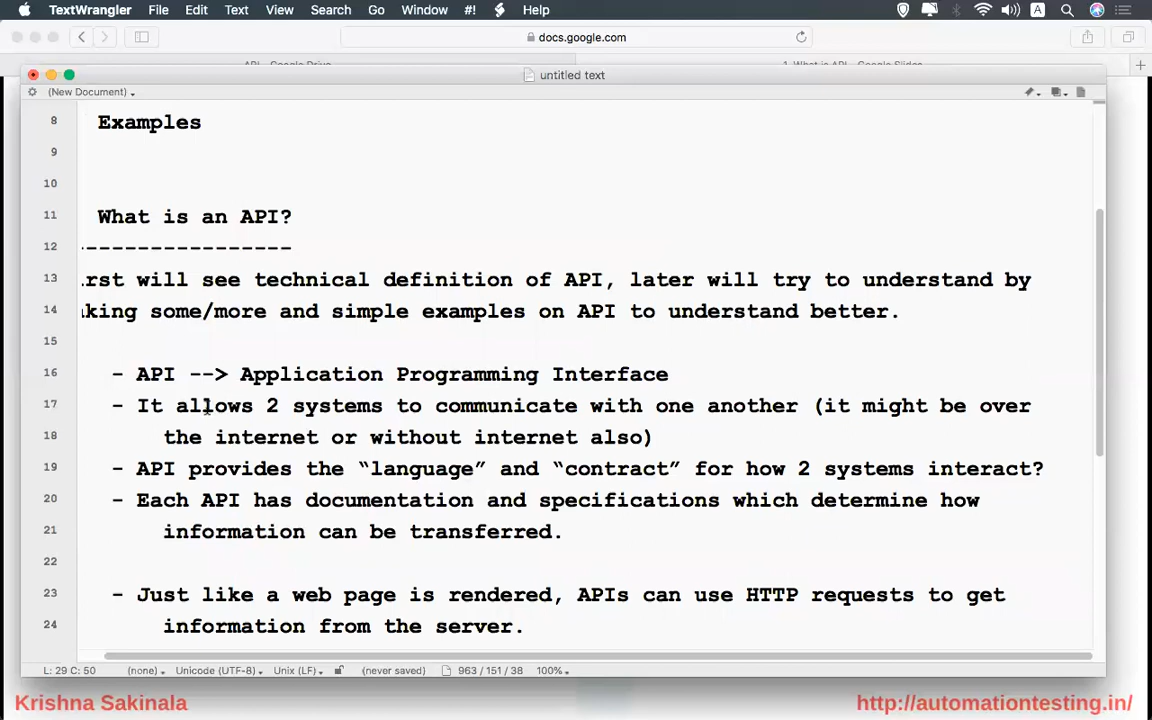 TextWrangler File Edit Text View Search Go Window #! Help A
docs.google.com
untitled text
(New Document)
8 Examples
9
10
11 What is an API?
12 -----------------
13 rst will see technical definition of API, later will try to understand by
14 king some/more and simple examples on API to understand better.
15
16 - API --> Application Programming Interface
17 - It allows 2 systems to communicate with one another (it might be over
18 the internet or without internet also)
19 - API provides the “language” and “contract” for how 2 systems interact?
20 - Each API has documentation and specifications which determine how
21 information can be transferred.
22
23 - Just like a web page is rendered, APIs can use HTTP requests to get
24 information from the server.
L: 29 C: 50 (none) Unicode (UTF-8) Unix (LF) (never saved) 963 / 151 / 38 100%
Krishna Sakinala http://automationtesting.in/